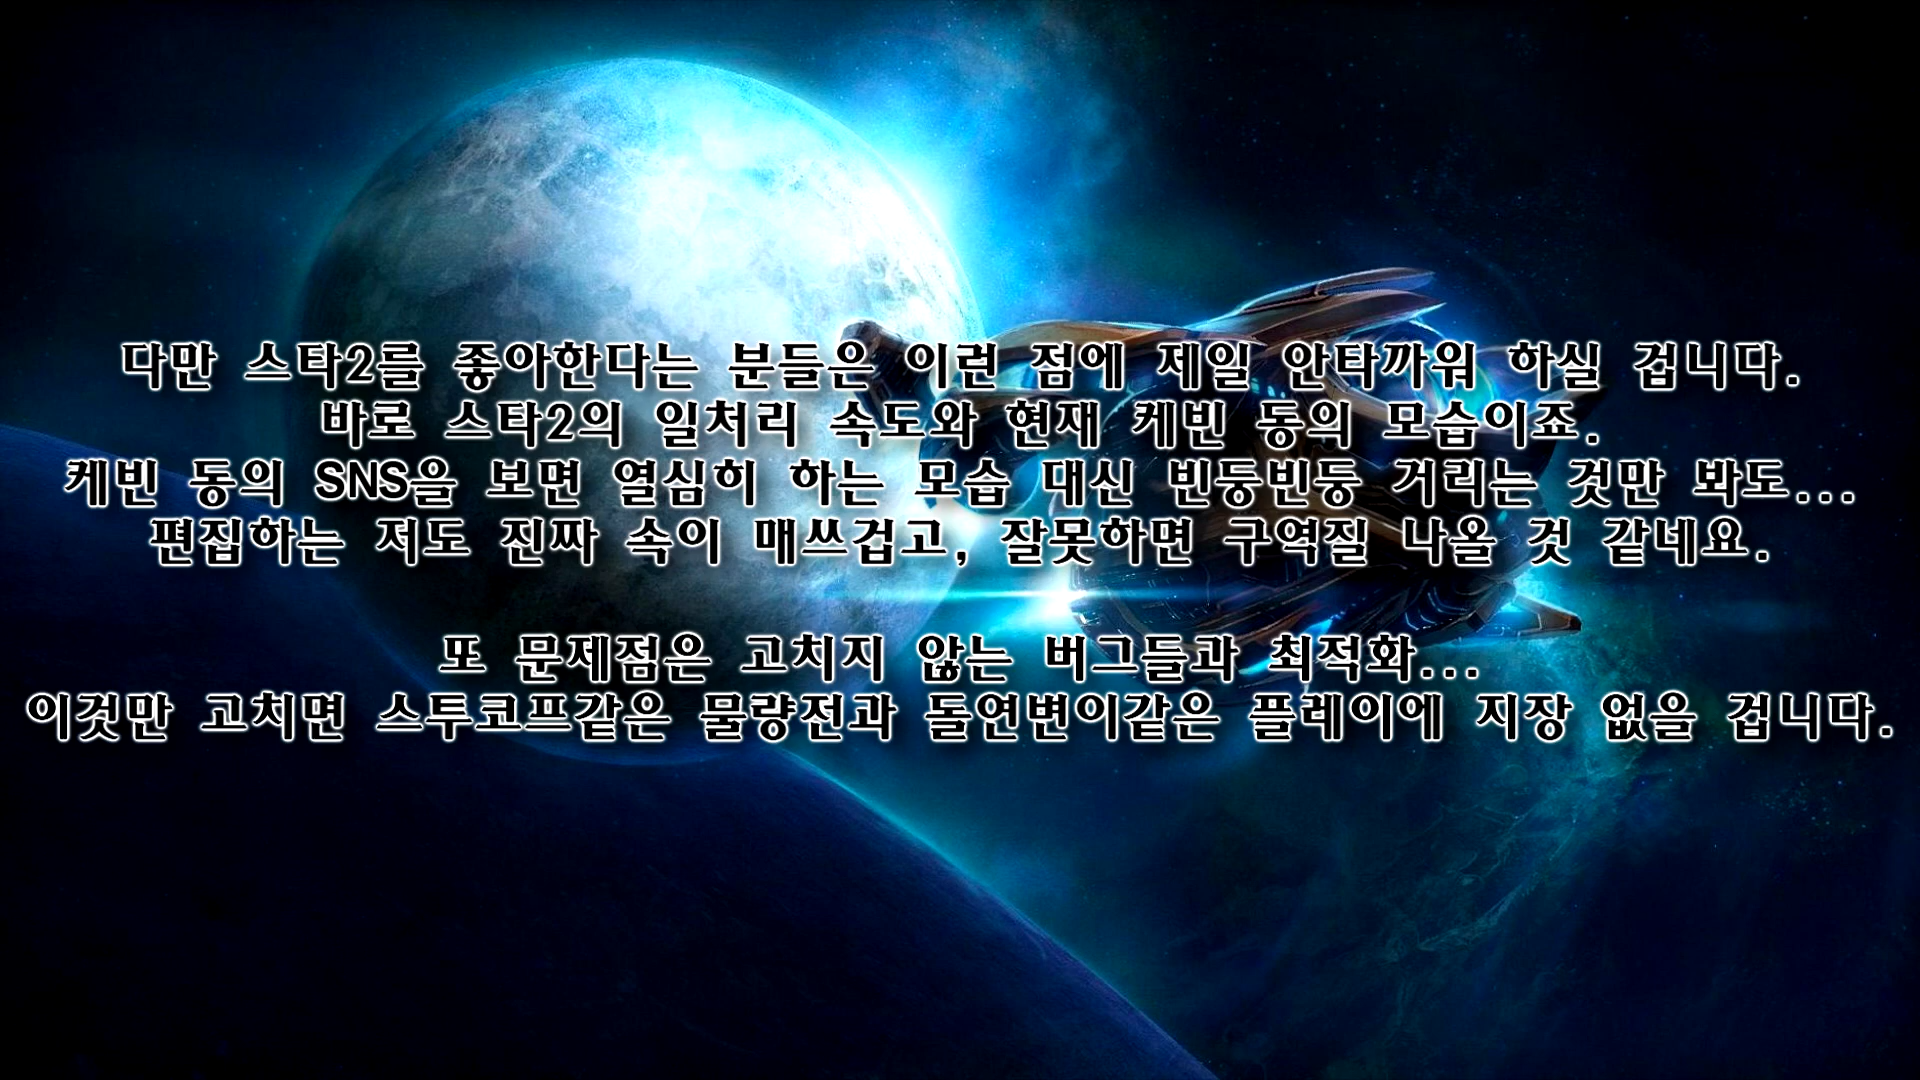 다만 스타2를 좋아한다는 분들은 이런 점에 제일 안타까워 하실 겁니다.
바로 스타2의 일처리 속도와 현재 케빈 동의 모습이죠.
케빈 동의 SNS을 보면 열심히 하는 모습 대신 빈둥빈둥 거리는 것만 봐도...
편집하는 저도 진짜 속이 매쓰겁고, 잘못하면 구역질 나올 것 같네요.
또 문제점은 고치지 않는 버그들과 최적화...
이것만 고치면 스투코프같은 물량전과 돌연변이같은 플레이에 지장 없을 겁니다.